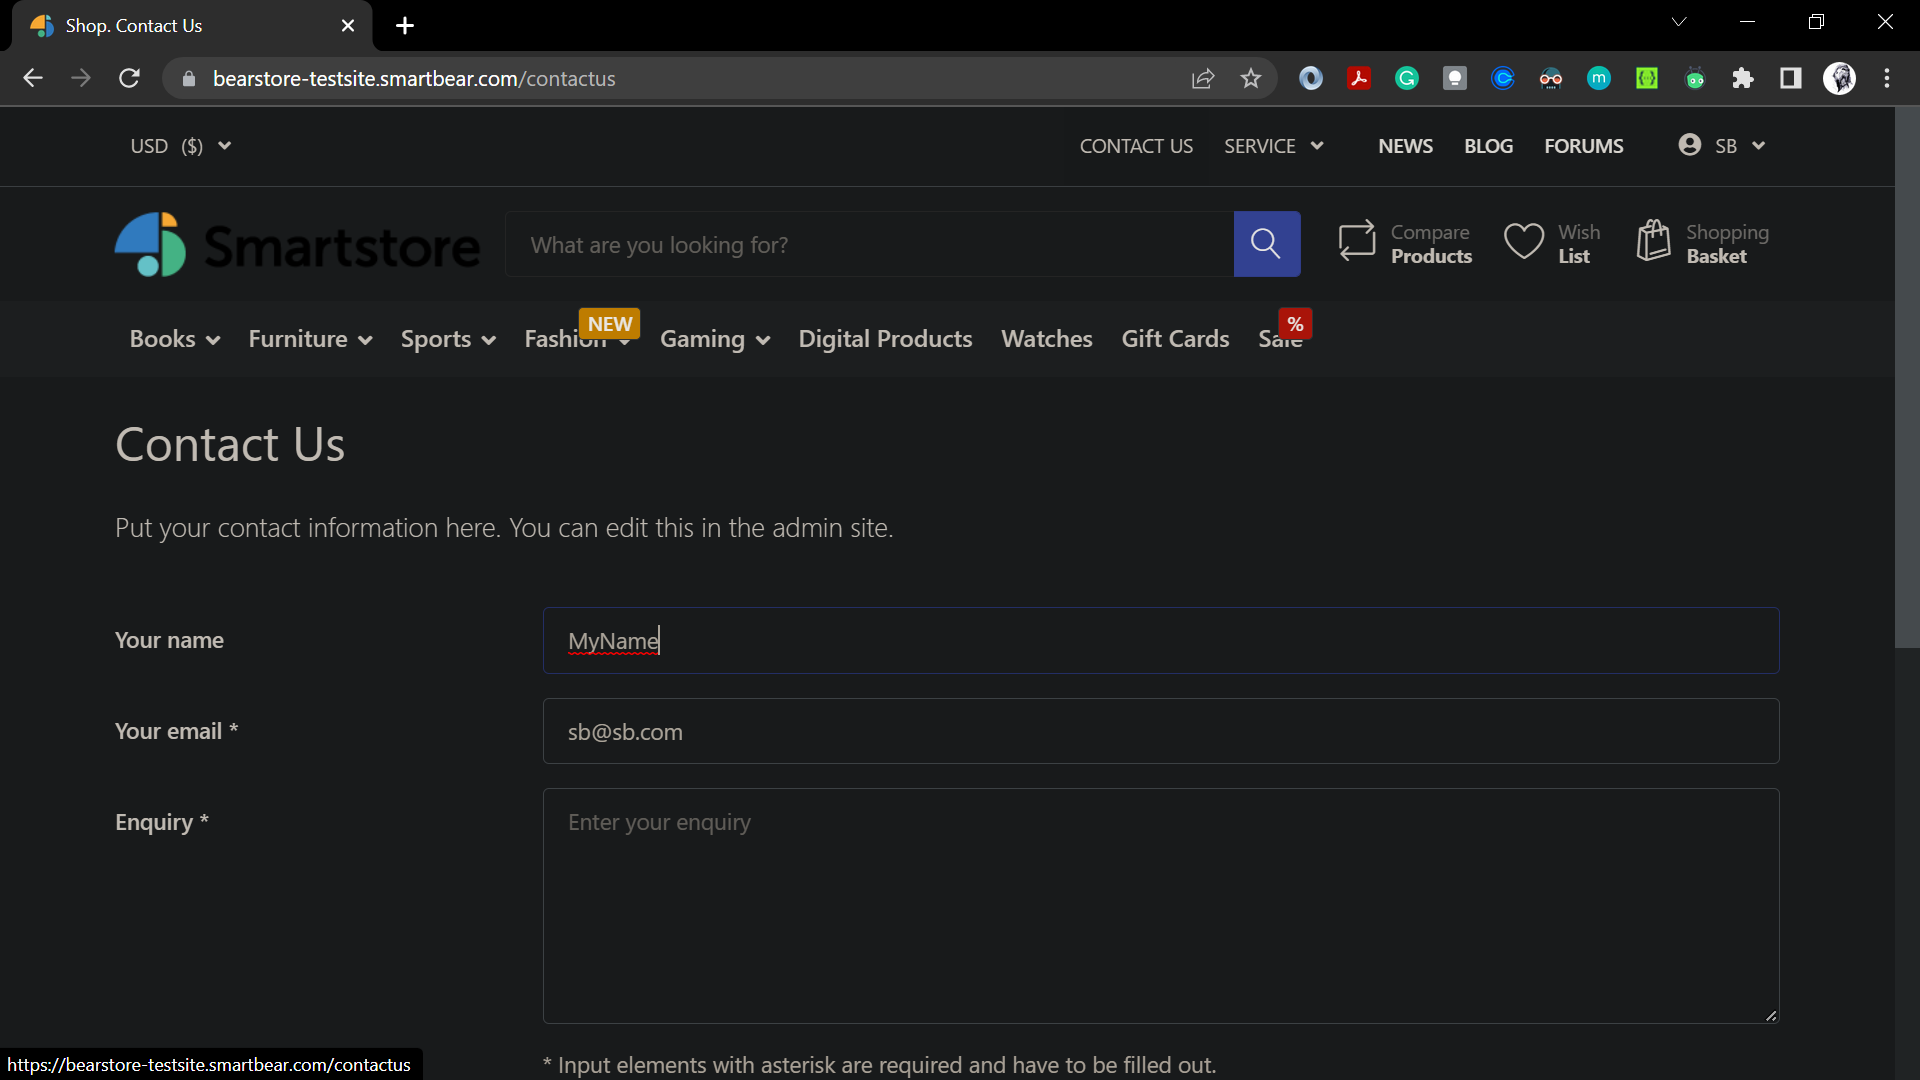 Shop. Contact Us
bearstore-testsite.smartbear.com/contactus
USD ($)
CONTACT US SERVICE NEWS BLOG FORUMS SB
Smartstore
What are you looking for?
Compare Products
Wish List
Shopping Basket
Books Furniture Sports Fashion NEW Gaming Digital Products Watches Gift Cards Sale %
Contact Us
Put your contact information here. You can edit this in the admin site.
Your name
MyName
Your email *
sb@sb.com
Enquiry *
Enter your enquiry
* Input elements with asterisk are required and have to be filled out.
https://bearstore-testsite.smartbear.com/contactus